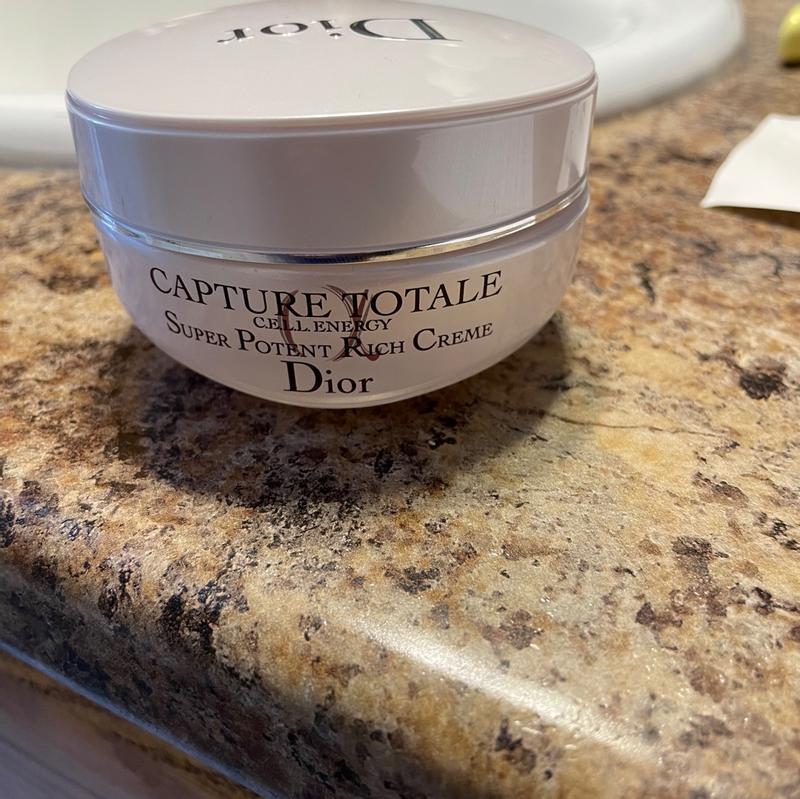 Dior
CAPTURE TOTALE
C.E.L.L. ENERGY
SUPER POTENT RICH CREME
Dior